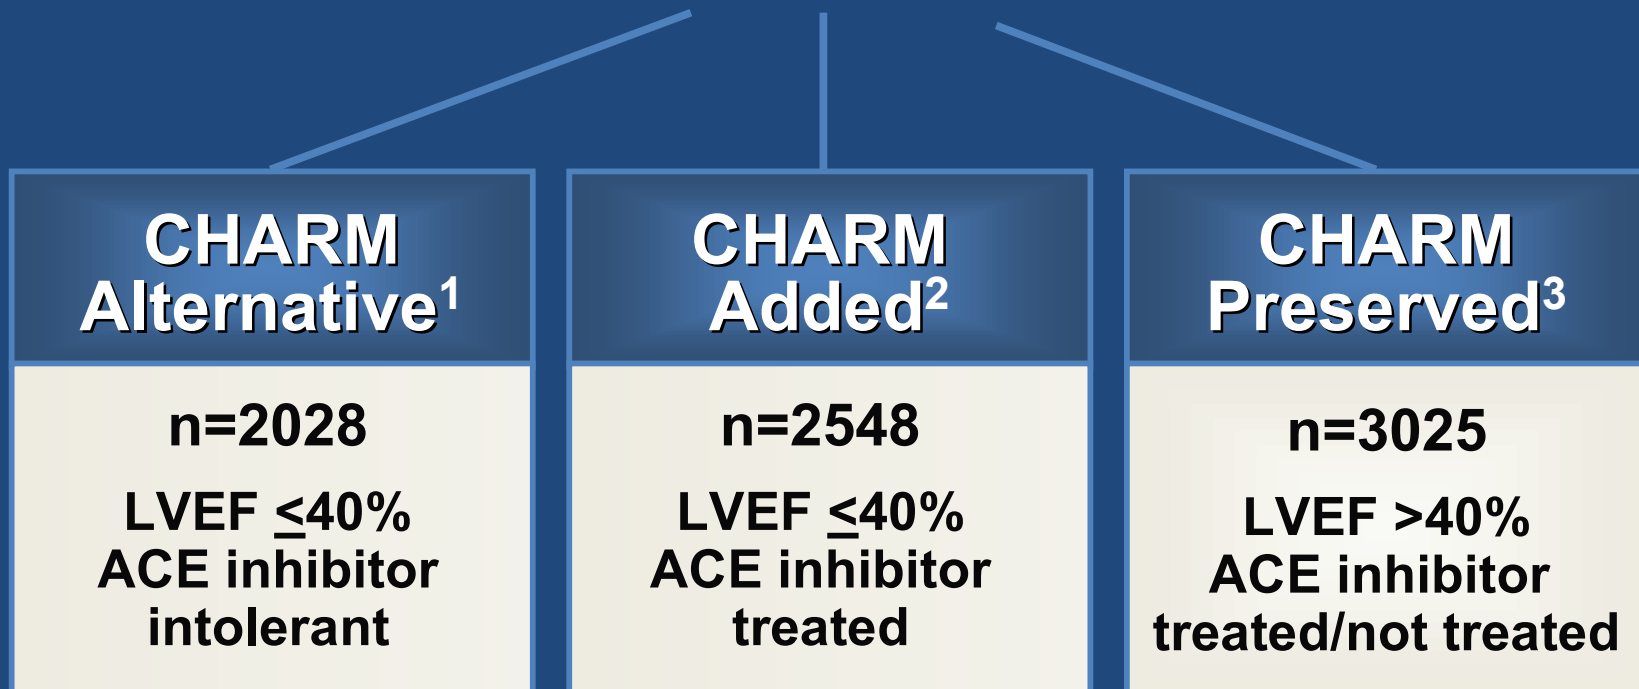 CHARM
Alternative¹
n=2028
LVEF ≤40%
ACE inhibitor
intolerant
CHARM
Added²
n=2548
LVEF ≤40%
ACE inhibitor
treated
CHARM
Preserved³
n=3025
LVEF >40%
ACE inhibitor
treated/not treated